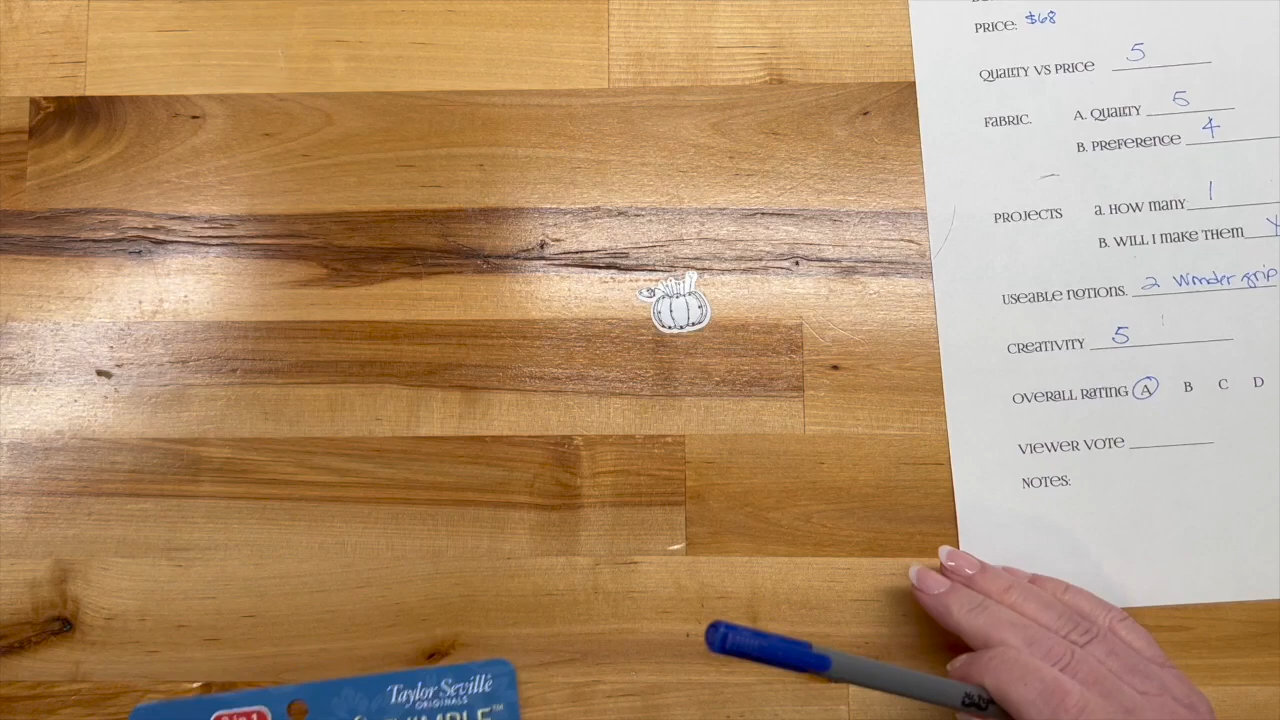 PRICE: $68
QUALITY VS PRICE 5
FABRIC. A. QUALITY 5
B. PREFERENCE 4
PROJECTS a. HOW many 1
B. WILL I make THEM
USEABLE NOTIONS. 2 Wonder grip
CREATIVITY 5
OVERALL RATING A B C D
VIEWER VOTE
NOTES:
Taylor Seville
ORIGINALS